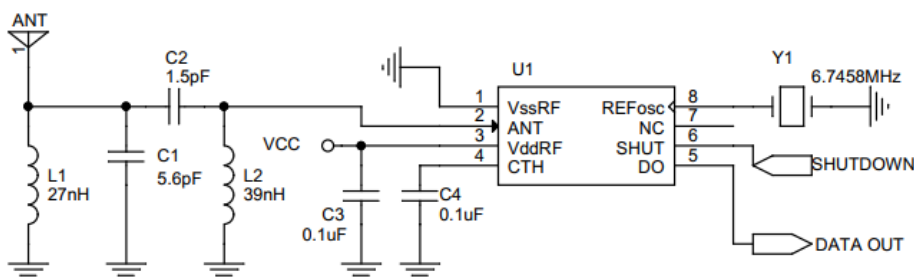 ANT
1
C2
1.5pF
U1
Y1
6.7458MHz
1
VssRF
REFosc
8
2
ANT
NC
7
VCC
3
VddRF
SHUT
6
4
CTH
DO
5
L1
27nH
C1
5.6pF
L2
39nH
C3
0.1uF
C4
0.1uF
SHUTDOWN
DATA OUT